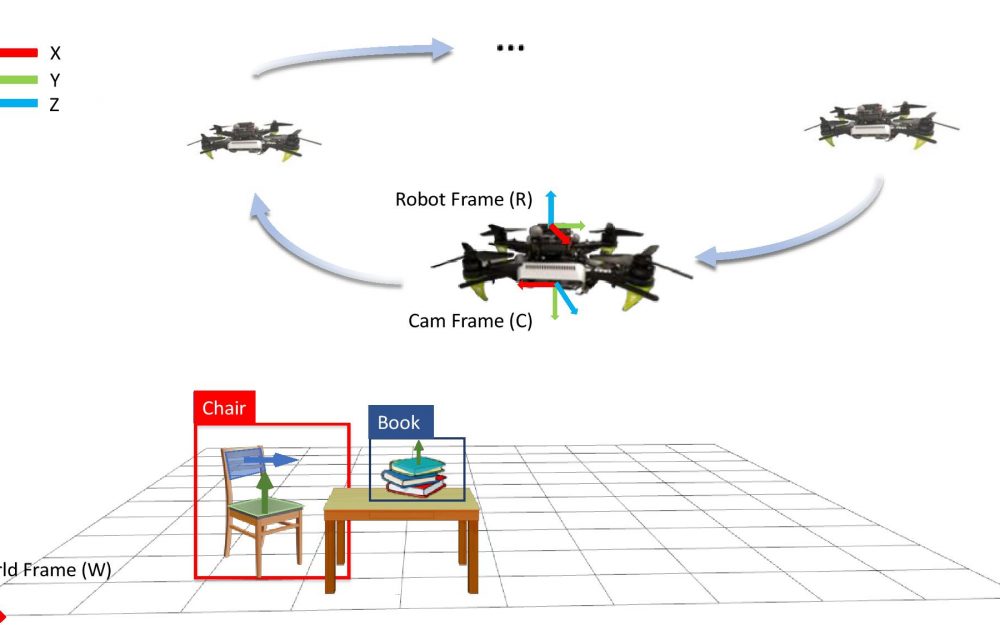 X
Y
Z
...
Robot Frame (R)
Cam Frame (C)
Chair
Book
rld Frame (W)